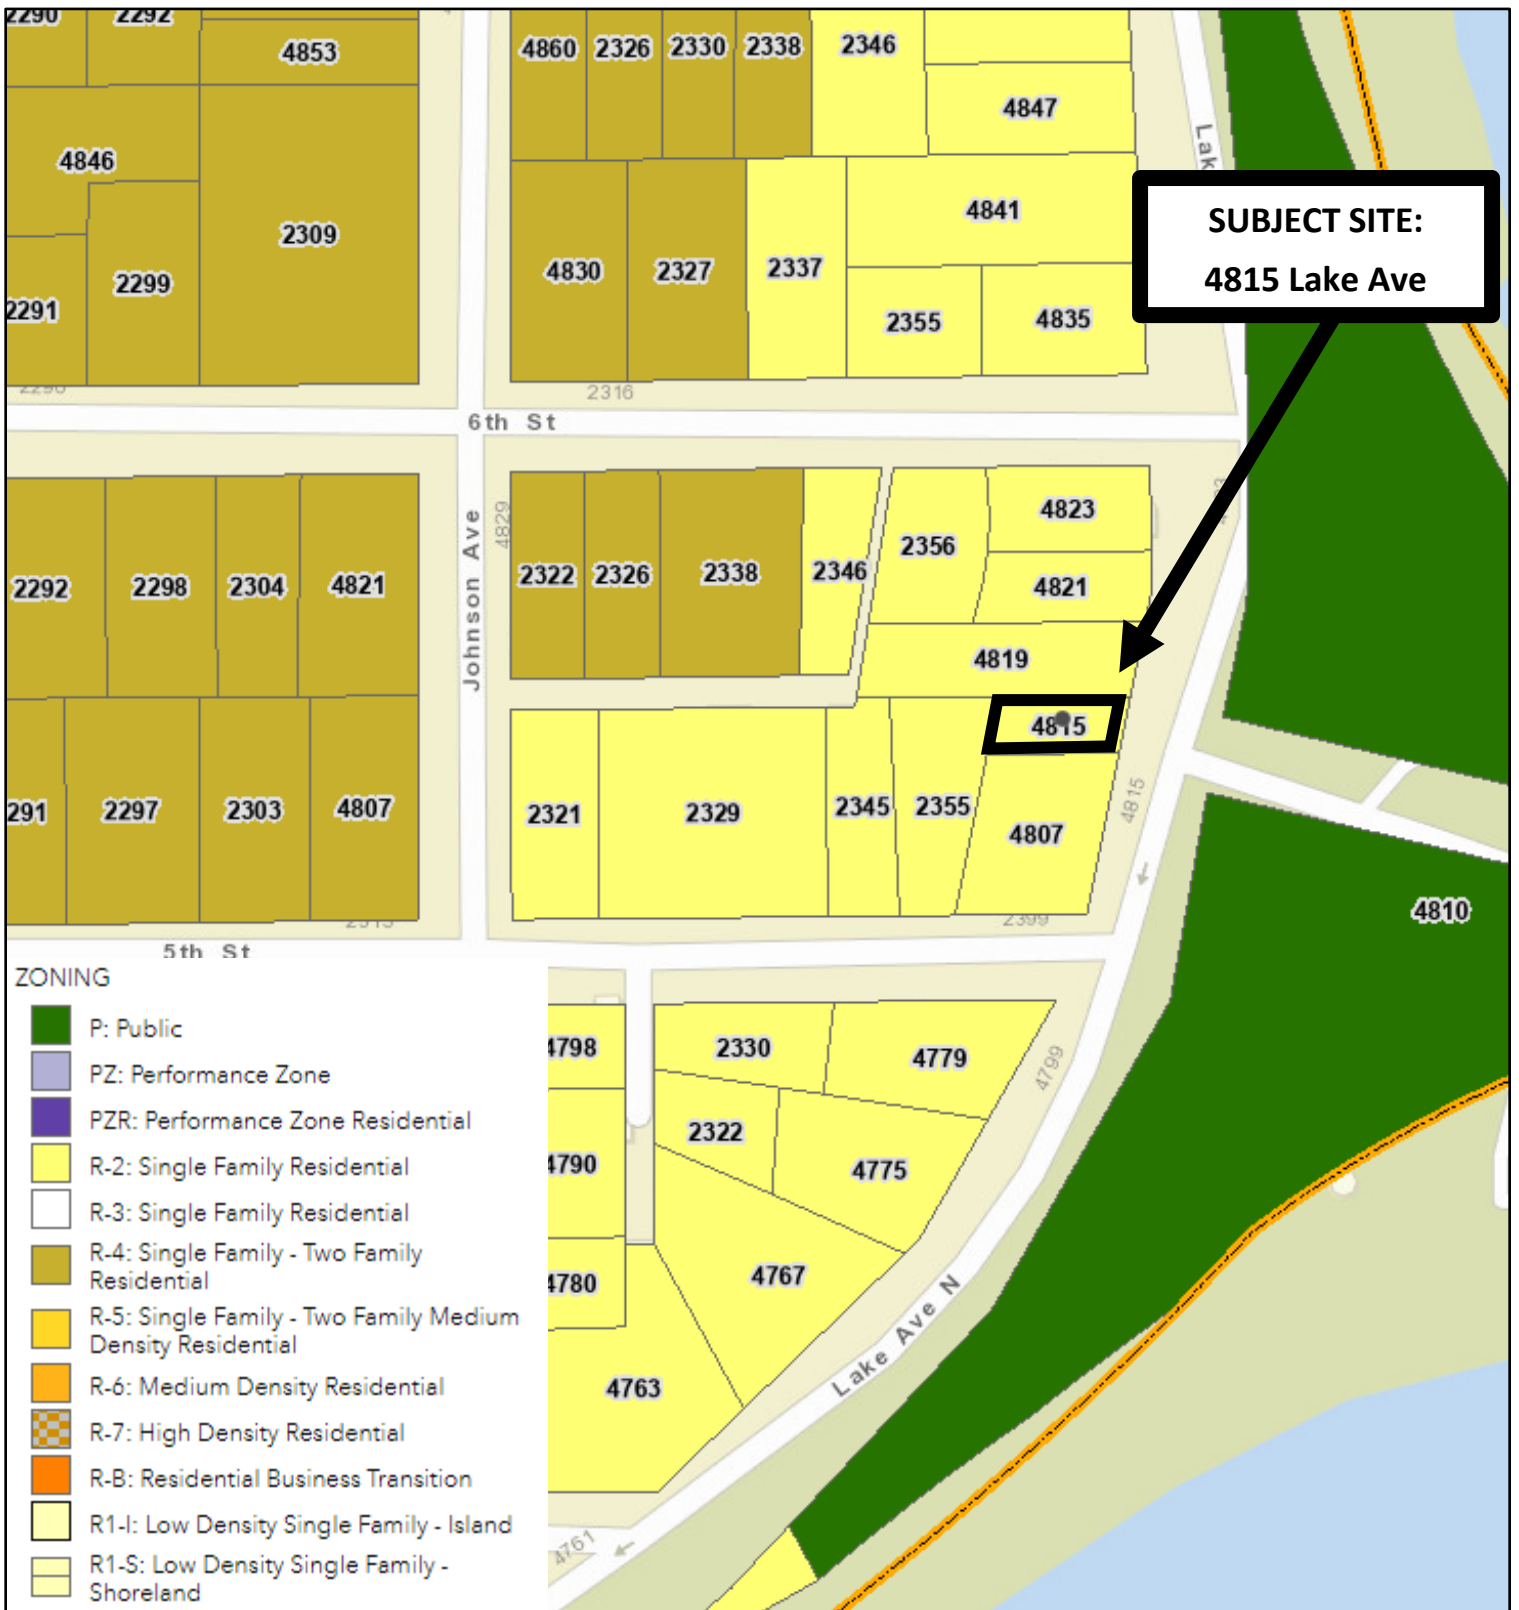 2290
2292
4853
4860
2326
2330
2338
2346
4847
4846
2309
2299
2291
4830
2327
2337
4841
2355
4835
Lak
SUBJECT SITE:
4815 Lake Ave
2316
6th St
2292
2298
2304
4821
Johnson Ave
4829
2322
2326
2338
2346
2356
4823
4821
4819
4815
291
2297
2303
4807
2321
2329
2345
2355
4807
4815
2399
5th St
4810
4798
2330
4779
4799
2322
4790
4775
4780
4767
4763
Lake Ave N
4761
ZONING
P: Public
PZ: Performance Zone
PZR: Performance Zone Residential
R-2: Single Family Residential
R-3: Single Family Residential
R-4: Single Family - Two Family
Residential
R-5: Single Family - Two Family Medium
Density Residential
R-6: Medium Density Residential
R-7: High Density Residential
R-B: Residential Business Transition
R1-I: Low Density Single Family - Island
R1-S: Low Density Single Family -
Shoreland